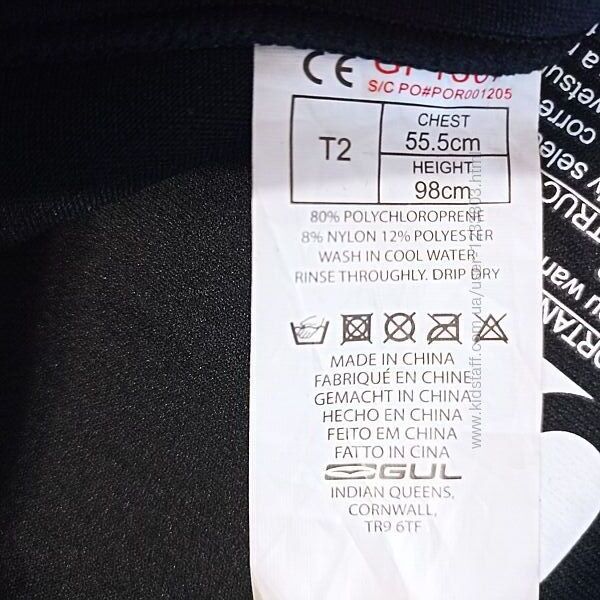 CE
S/C PO#POR001205
T2
CHEST
55.5cm
HEIGHT
98cm
80% POLYCHLOROPRENE
8% NYLON 12% POLYESTER
WASH IN COOL WATER
RINSE THROUGHLY. DRIP DRY
MADE IN CHINA
FABRIQUÉ EN CHINE
GEMACHT IN CHINA
HECHO EN CHINA
FEITO EM CHINA
FATTO IN CINA
GUL
INDIAN QUEENS,
CORNWALL,
TR9 6TF